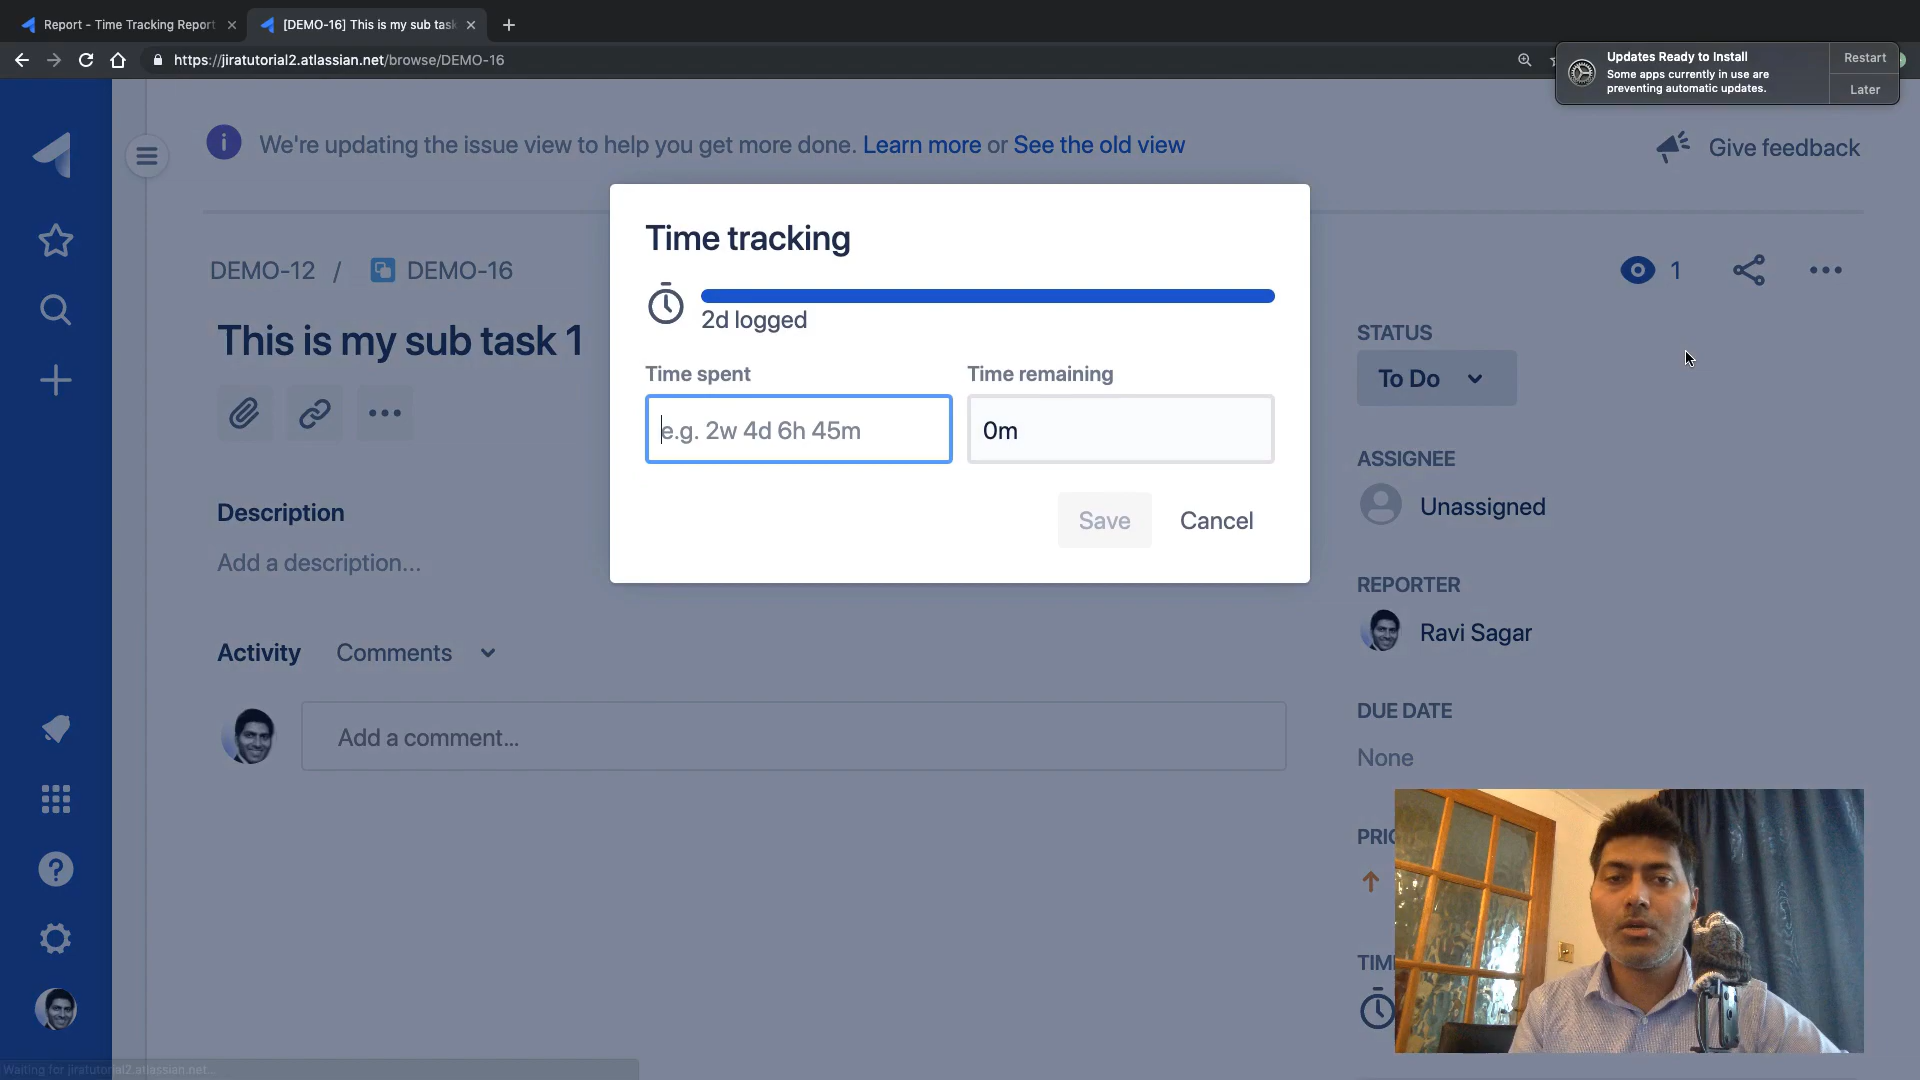 Report - Time Tracking Report
[DEMO-16] This is my sub task
https://jiratutorial2.atlassian.net/browse/DEMO-16
Updates Ready to Install
Some apps currently in use are
preventing automatic updates.
Restart
Later
We're updating the issue view to help you get more done. Learn more or See the old view
Give feedback
DEMO-12 / DEMO-16
1
This is my sub task 1
Time tracking
2d logged
Time spent
Time remaining
e.g. 2w 4d 6h 45m
0m
Save
Cancel
STATUS
To Do
ASSIGNEE
Unassigned
Description
Add a description...
REPORTER
Ravi Sagar
Activity
Comments
DUE DATE
None
Add a comment...
Waiting for jiratutorial2.atlassian.net...